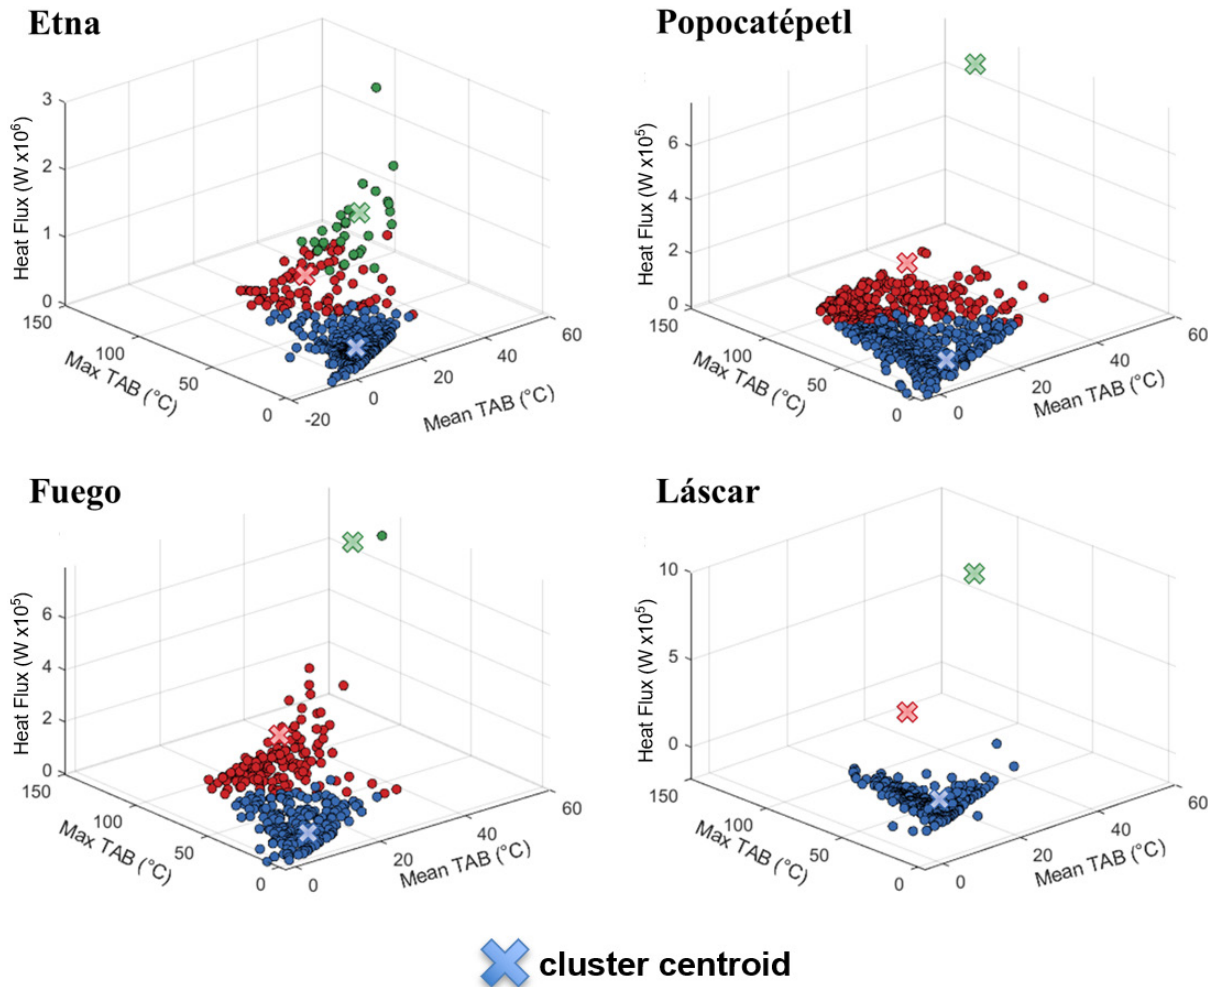 Etna
3
2
1
0
Heat Flux (W x10⁶)
150
100
50
0
Max TAB (°C)
-20
0
20
40
60
Mean TAB (°C)
Popocatépetl
6
4
2
0
Heat Flux (W x10⁵)
150
100
50
0
Max TAB (°C)
0
20
40
60
Mean TAB (°C)
Fuego
6
4
2
0
Heat Flux (W x10⁵)
150
100
50
0
Max TAB (°C)
0
20
40
60
Mean TAB (°C)
Láscar
10
5
0
Heat Flux (W x10⁵)
150
100
50
0
Max TAB (°C)
0
20
40
60
Mean TAB (°C)
cluster centroid